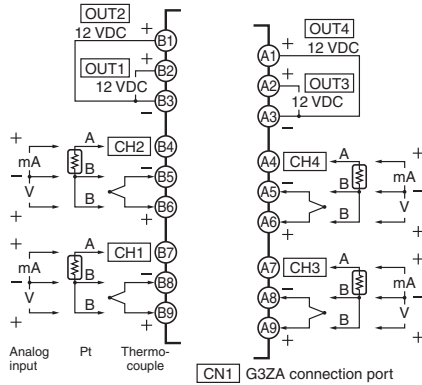 OUT2
12 VDC
+
B1
OUT1
+
B2
12 VDC
B3
−
A
CH2
B4
+
mA
−
B
−
B5
V
+
B
+
B6
A
CH1
B7
+
mA
−
B
−
B8
V
+
B
+
B9
Analog input
Pt
Thermo-couple
OUT4
+
12 VDC
A1
+
OUT3
A2
12 VDC
A3
−
A4
CH4
A
+
mA
A5
−
B
−
V
A6
+
B
+
A7
CH3
A
+
mA
A8
−
B
−
V
A9
+
B
+
CN1 G3ZA connection port